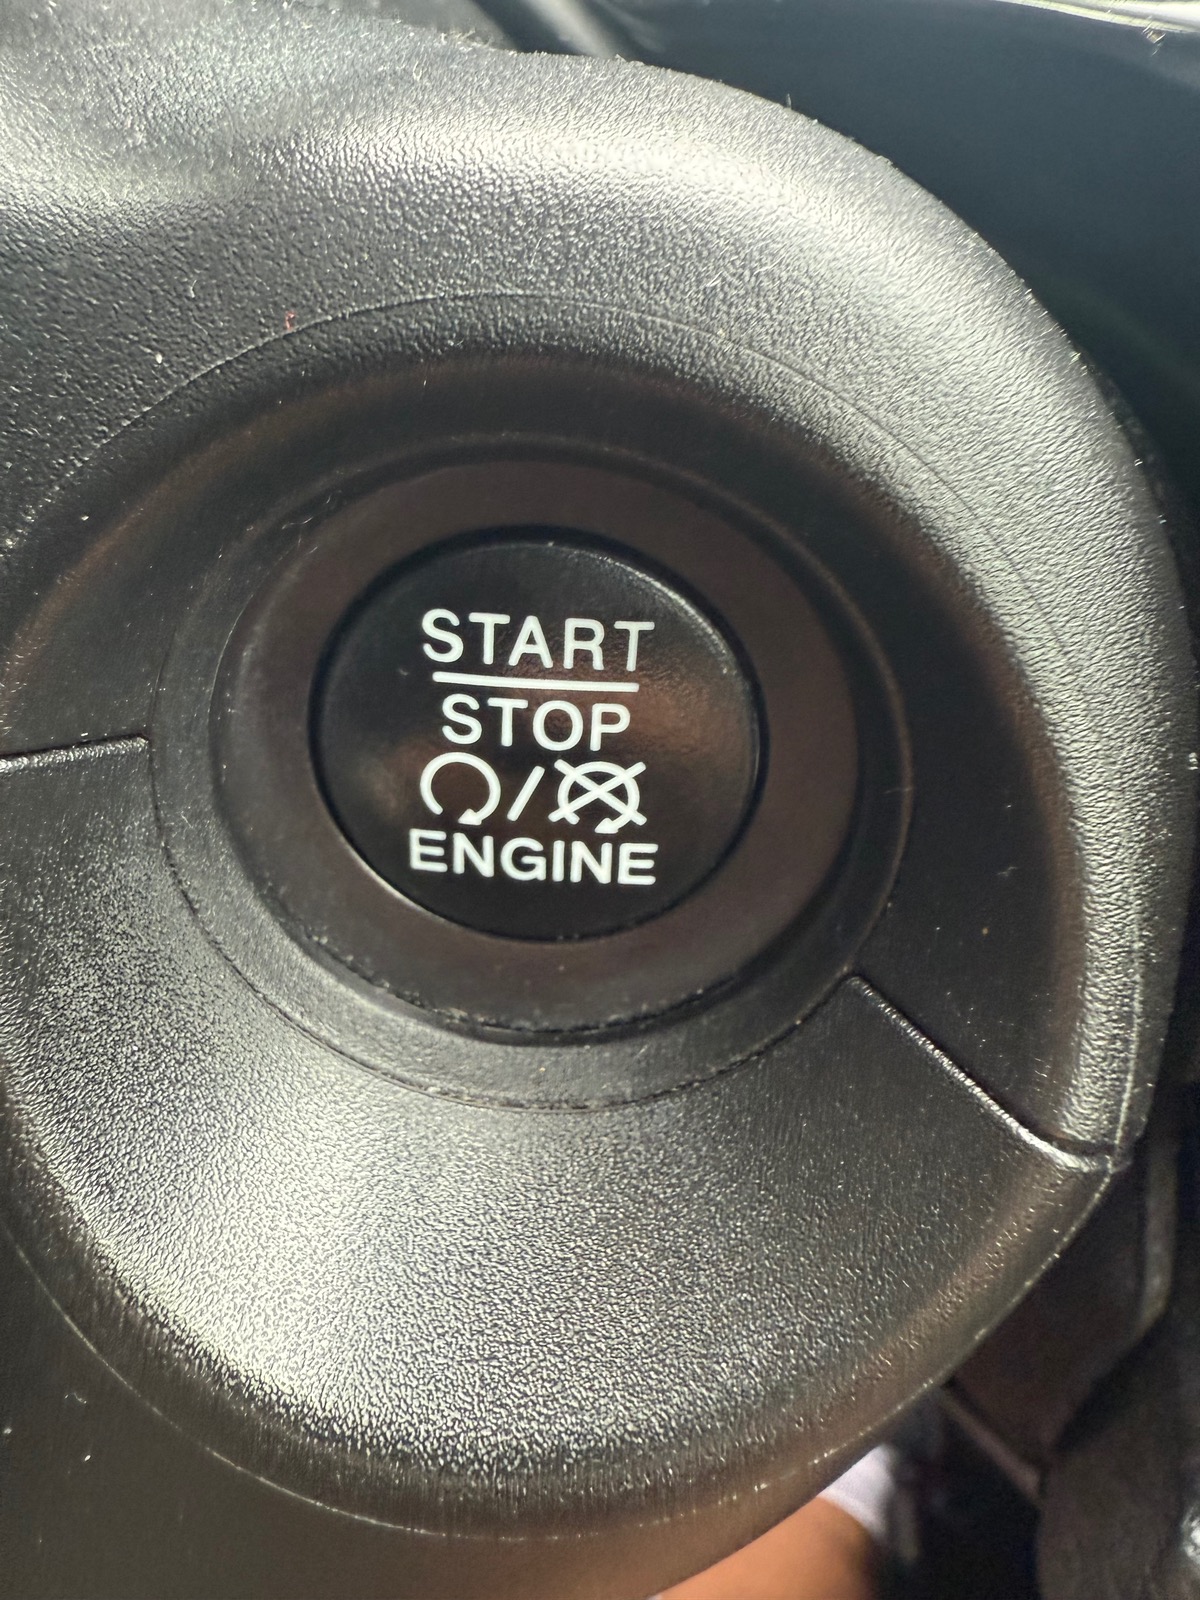 START
STOP
/
ENGINE